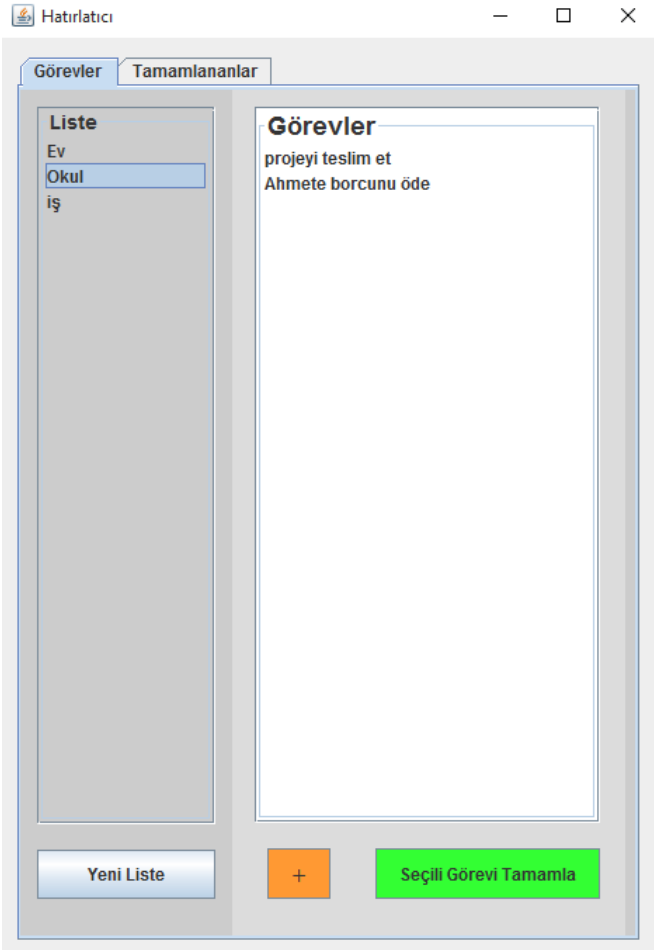 Hatırlatıcı
Görevler
Tamamlananlar
Liste
Ev
Okul
iş
Görevler
projeyi teslim et
Ahmete borcunu öde
Yeni Liste
+
Seçili Görevi Tamamla